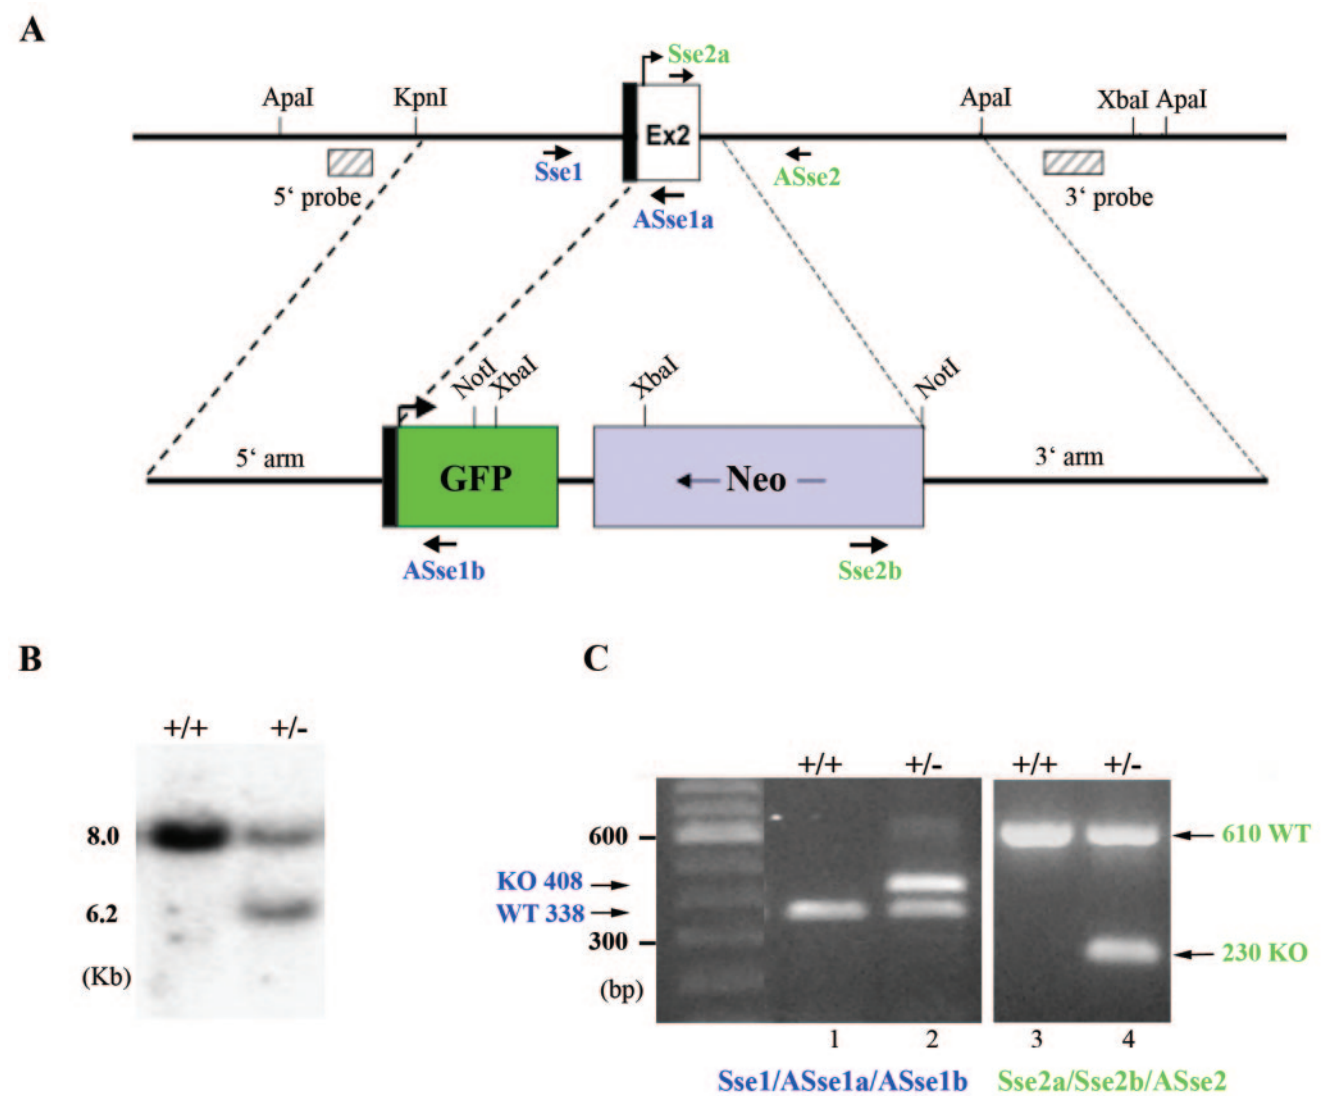 A
Sse2a
ApaI KpnI ApaI XbaI ApaI
Ex2
Sse1 ASse2
5‘ probe 3‘ probe
ASse1a
NotI XbaI XbaI NotI
5‘ arm 3‘ arm
GFP Neo
ASse1b Sse2b
B C
+/+ +/-
+/+ +/- +/+ +/-
8.0
6.2
(Kb)
600
KO 408
WT 338
300
(bp)
610 WT
230 KO
1 2 3 4
Sse1/ASse1a/ASse1b Sse2a/Sse2b/ASse2